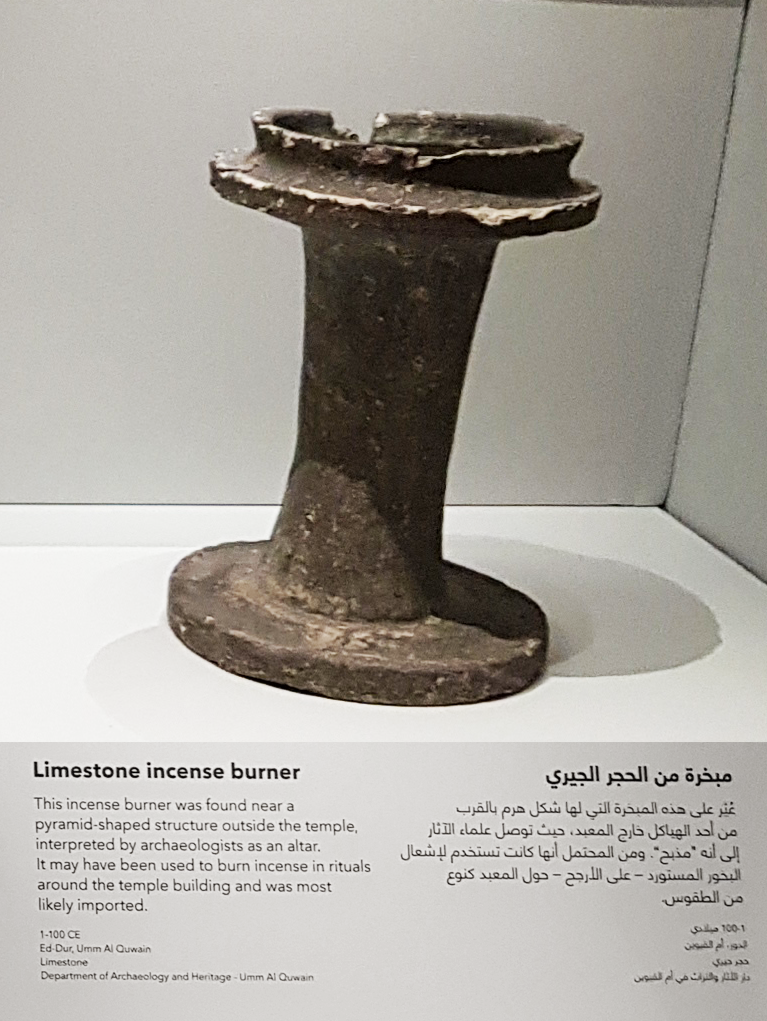 Limestone incense burner
This incense burner was found near a
pyramid-shaped structure outside the temple,
interpreted by archaeologists as an altar.
It may have been used to burn incense in rituals
around the temple building and was most
likely imported.
1-100 CE
Ed-Dur, Umm Al Quwain
Limestone
Department of Archaeology and Heritage - Umm Al Quwain
مبخرة من الحجر الجيري
عُثِر على هذه المبخرة التي لها شكل هرم بالقرب
من أحد الهياكل خارج المعبد، حيث توصل علماء الآثار
إلى أنه "مذبح". ومن المحتمل أنها كانت تستخدم لإشعال
البخور المستورد – على الأرجح – حول المعبد كنوع
من الطقوس.
1-100 ميلادي
الدور، أم القيوين
حجر جيري
دار الآثار والتراث في أم القيوين